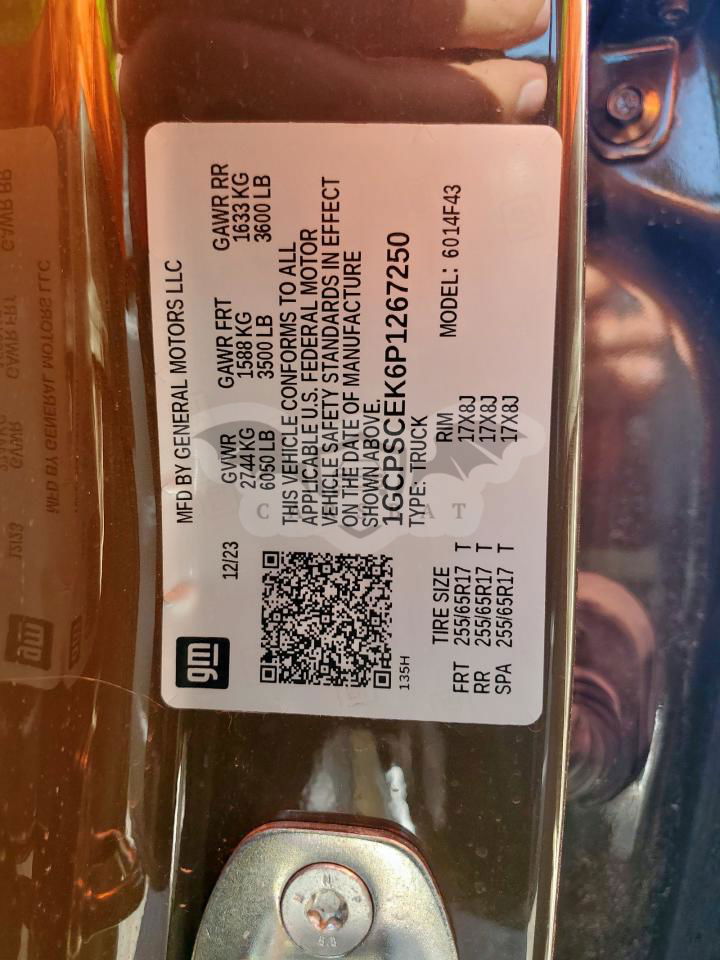 gm
MFD BY GENERAL MOTORS LLC
12/23
GVWR GAWR FRT GAWR RR
2744 KG 1588 KG 1633 KG
6050 LB 3500 LB 3600 LB
THIS VEHICLE CONFORMS TO ALL
APPLICABLE U.S. FEDERAL MOTOR
VEHICLE SAFETY STANDARDS IN EFFECT
ON THE DATE OF MANUFACTURE
SHOWN ABOVE.
1GCPSCEK6P1267250
TYPE: TRUCK
135H
MODEL: 6014F43
TIRE SIZE RIM
FRT 255/65R17 T 17X8J
RR 255/65R17 T 17X8J
SPA 255/65R17 T 17X8J